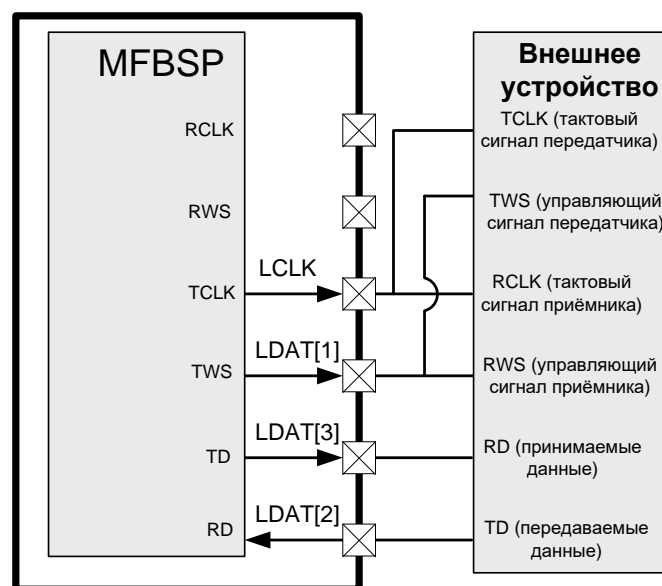 MFBSP
RCLK
RWS
TCLK
TWS
TD
RD
LCLK
LDAT[1]
LDAT[3]
LDAT[2]
Внешнее
устройство
TCLK (тактовый
сигнал передатчика)
TWS (управляющий
сигнал передатчика)
RCLK (тактовый
сигнал приёмника)
RWS (управляющий
сигнал приёмника)
RD (принимаемые
данные)
TD (передаваемые
данные)